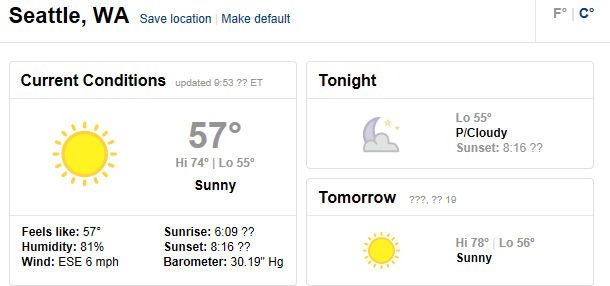 Seattle, WA Save location | Make default
F° | C°
Current Conditions updated 9:53 ?? ET
57°
Hi 74° | Lo 55°
Sunny
Feels like: 57°
Humidity: 81%
Wind: ESE 6 mph
Sunrise: 6:09 ??
Sunset: 8:16 ??
Barometer: 30.19" Hg
Tonight
Lo 55°
P/Cloudy
Sunset: 8:16 ??
Tomorrow ???, ?? 19
Hi 78° | Lo 56°
Sunny